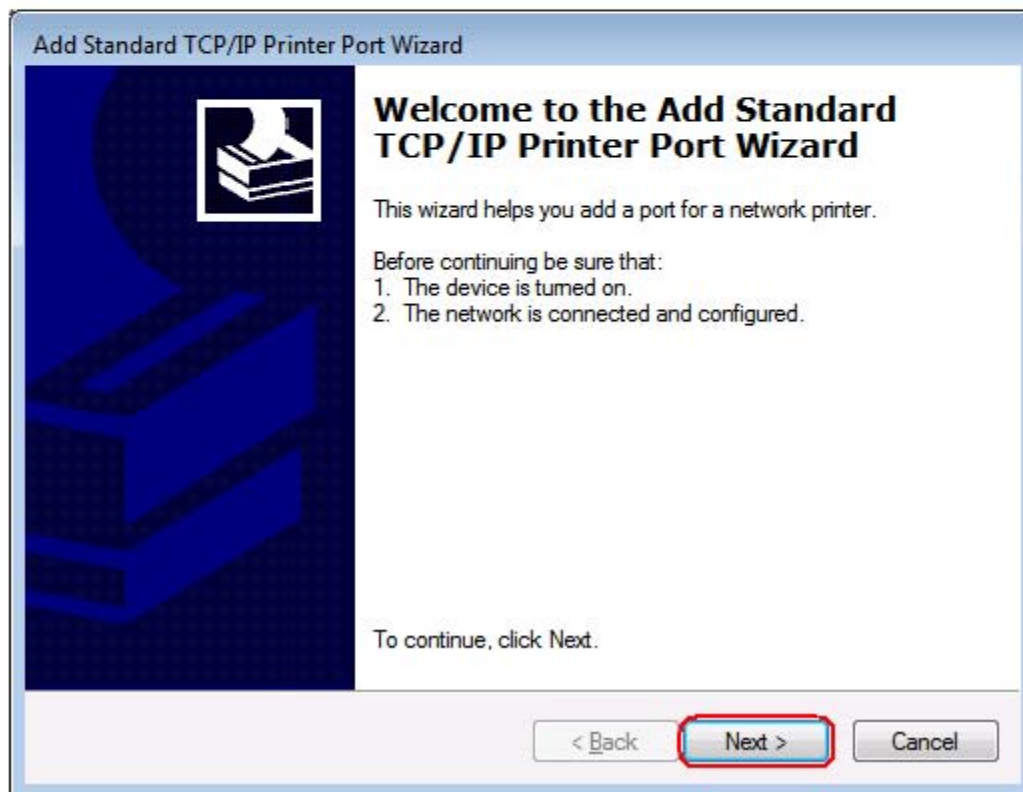 Add Standard TCP/IP Printer Port Wizard
Welcome to the Add Standard
TCP/IP Printer Port Wizard
This wizard helps you add a port for a network printer.
Before continuing be sure that:
1. The device is turned on.
2. The network is connected and configured.
To continue, click Next.
< Back
Next >
Cancel